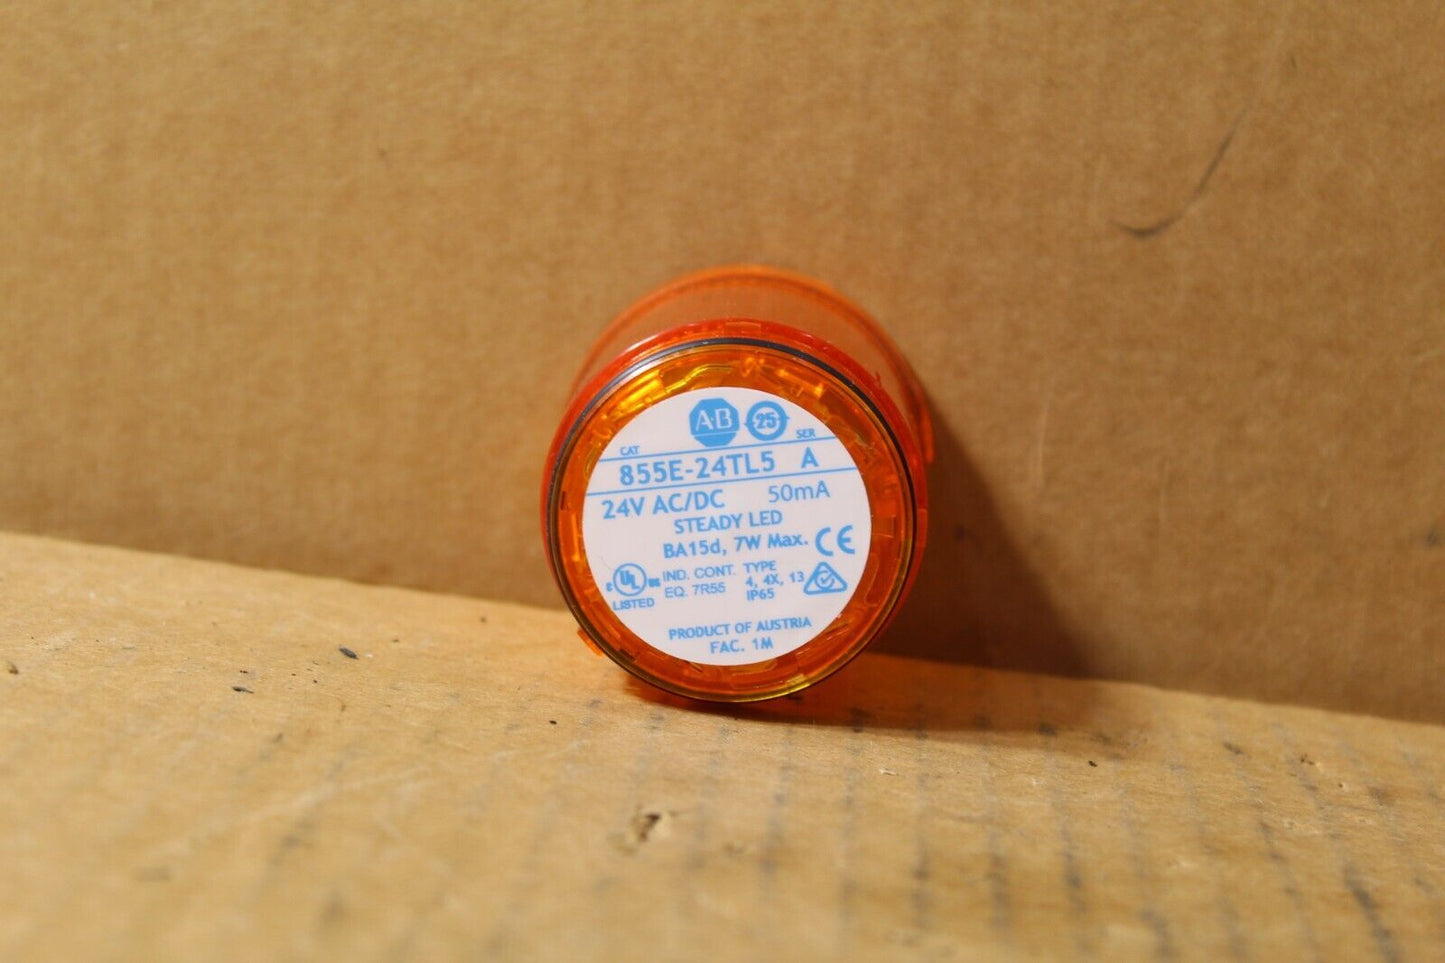 A-B 25
CAT SER
855E-24TL5 A
24V AC/DC 50mA
STEADY LED
BA15d, 7W Max. CE
c UL us IND. CONT. TYPE
LISTED EQ. 7R55 4, 4X, 13
IP65
PRODUCT OF AUSTRIA
FAC. 1M